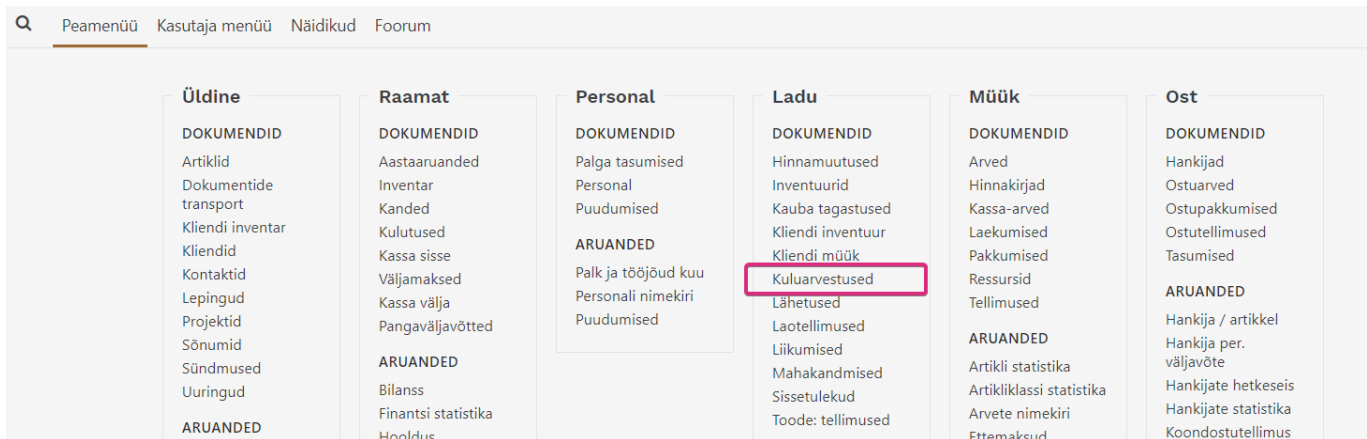 Peamenüü Kasutaja menüü Näidikud Foorum
Üldine
DOKUMENDID
Artiklid
Dokumentide
transport
Kliendi inventar
Kliendid
Kontaktid
Lepingud
Projektid
Sõnumid
Sündmused
Uuringud
ARUANDED
Raamat
DOKUMENDID
Aastaaruanded
Inventar
Kanded
Kulutused
Kassa sisse
Väljamaksed
Kassa välja
Pangaväljavõtted
ARUANDED
Bilanss
Finantsi statistika
Hooldus
Personal
DOKUMENDID
Palga tasumised
Personal
Puudumised
ARUANDED
Palk ja tööjõud kuu
Personali nimekiri
Puudumised
Ladu
DOKUMENDID
Hinnamuutused
Inventuurid
Kauba tagastused
Kliendi inventuur
Kliendi müük
Kuluarvestused
Lähetused
Laotellimused
Liikumised
Mahakandmised
Sissetulekud
Toode: tellimused
Müük
DOKUMENDID
Arved
Hinnakirjad
Kassa-arved
Laekumised
Pakkumised
Ressursid
Tellimused
ARUANDED
Artikli statistika
Artikliklassi statistika
Arvete nimekiri
Ettemaksud
Ost
DOKUMENDID
Hankijad
Ostuarved
Ostupakkumised
Ostutellimused
Tasumised
ARUANDED
Hankija / artikkel
Hankija per.
väljavõte
Hankijate hetkeseis
Hankijate statistika
Koondostutellimus